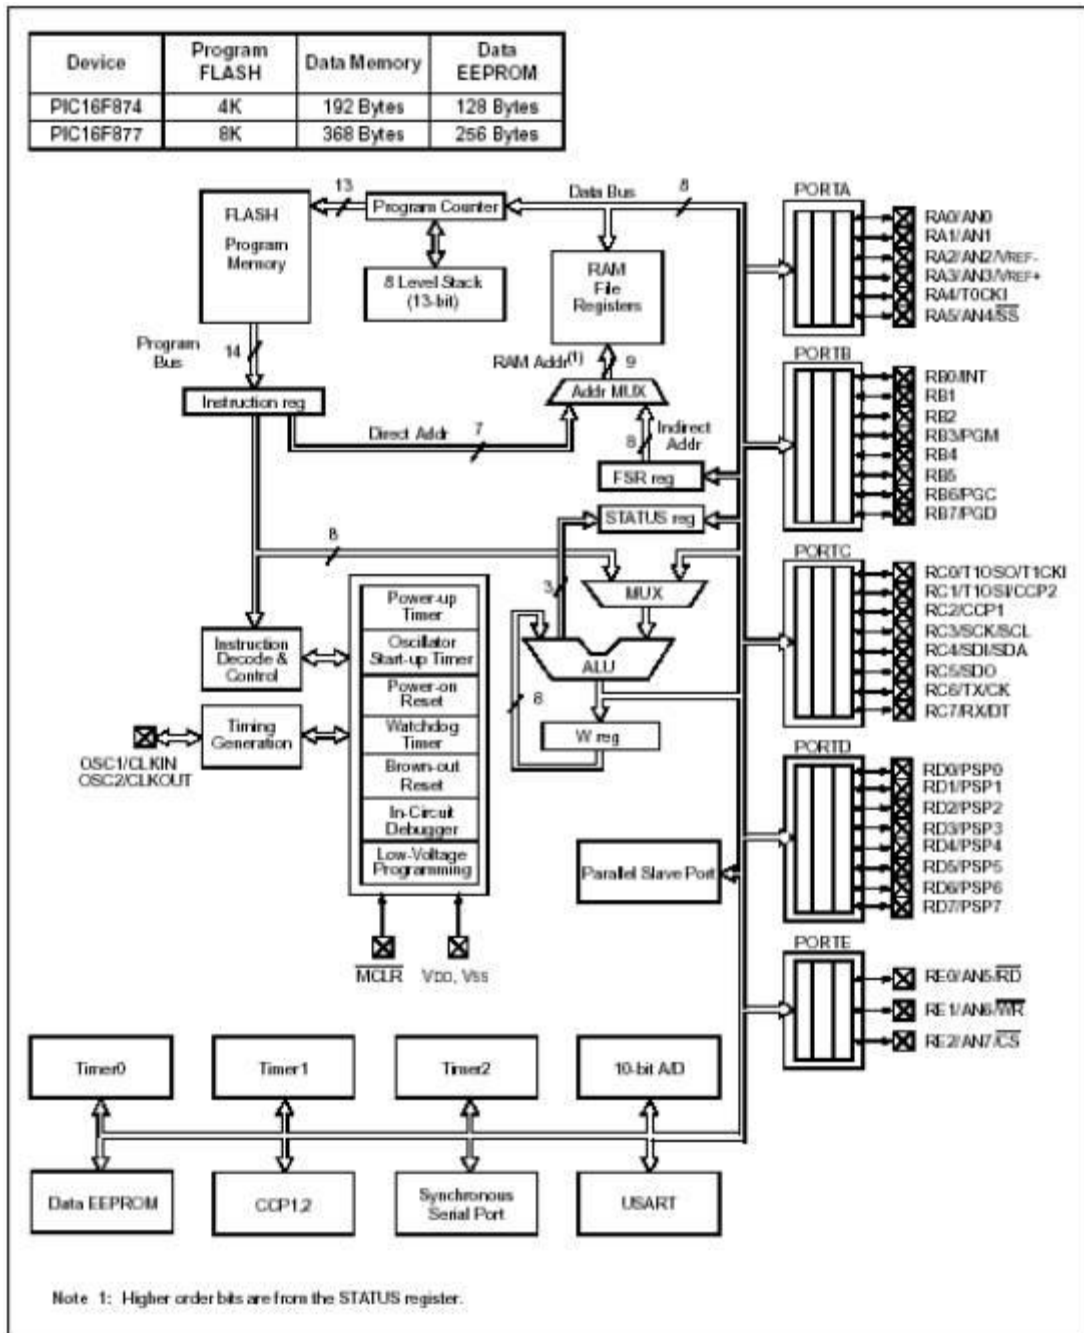 Device Program FLASH Data Memory Data EEPROM
PIC16F874 4K 192 Bytes 128 Bytes
PIC16F877 8K 368 Bytes 256 Bytes
FLASH
Program
Memory
13
Program Counter
Data Bus
8
8 Level Stack
(13-bit)
RAM
File
Registers
Program
Bus
14
RAM Addr(1)
9
Addr MUX
Instruction reg
Direct Addr
7
8
Indirect
Addr
FSR reg
STATUS reg
8
3
MUX
Power-up
Timer
Oscillator
Start-up Timer
Power-on
Reset
Watchdog
Timer
Brown-out
Reset
In-Circuit
Debugger
Low-Voltage
Programming
Instruction
Decode &
Control
Timing
Generation
OSC1/CLKIN
OSC2/CLKOUT
ALU
8
W reg
Parallel Slave Port
MCLR
VDD, VSS
PORTA
RA0/AN0
RA1/AN1
RA2/AN2/VREF-
RA3/AN3/VREF+
RA4/T0CKI
RA5/AN4/SS
PORTB
RB0/INT
RB1
RB2
RB3/PGM
RB4
RB5
RB6/PGC
RB7/PGD
PORTC
RC0/T1OSO/T1CKI
RC1/T1OSI/CCP2
RC2/CCP1
RC3/SCK/SCL
RC4/SDI/SDA
RC5/SDO
RC6/TX/CK
RC7/RX/DT
PORTD
RD0/PSP0
RD1/PSP1
RD2/PSP2
RD3/PSP3
RD4/PSP4
RD5/PSP5
RD6/PSP6
RD7/PSP7
PORTE
RE0/AN5/RD
RE1/AN6/WR
RE2/AN7/CS
Timer0
Timer1
Timer2
10-bit A/D
Data EEPROM
CCP1,2
Synchronous
Serial Port
USART
Note 1: Higher order bits are from the STATUS register.